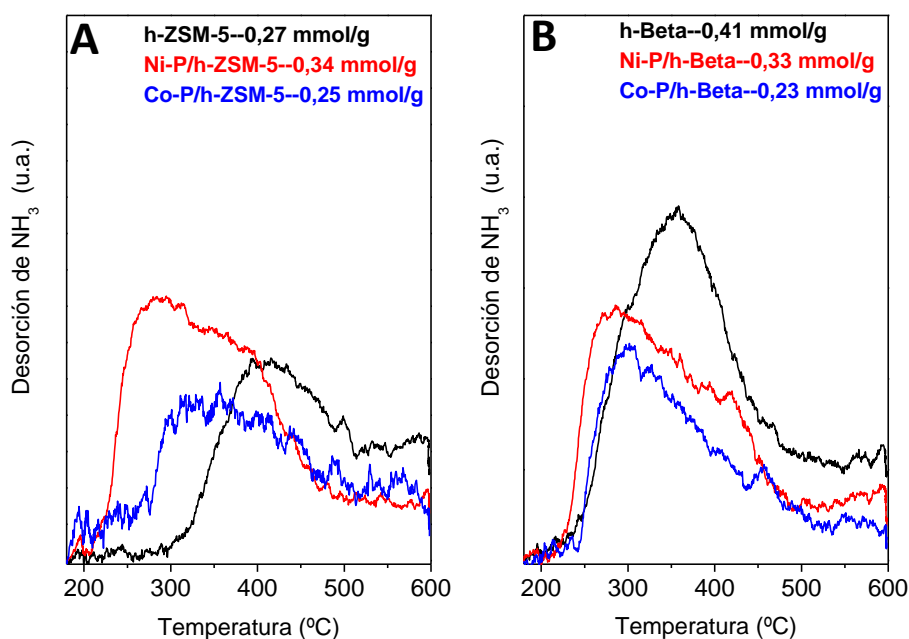 A
h-ZSM-5--0,27 mmol/g
Ni-P/h-ZSM-5--0,34 mmol/g
Co-P/h-ZSM-5--0,25 mmol/g
Desorción de NH3 (u.a.)
200 300 400 500 600
Temperatura (ºC)
B
h-Beta--0,41 mmol/g
Ni-P/h-Beta--0,33 mmol/g
Co-P/h-Beta--0,23 mmol/g
Desorción de NH3 (u.a.)
200 300 400 500 600
Temperatura (ºC)